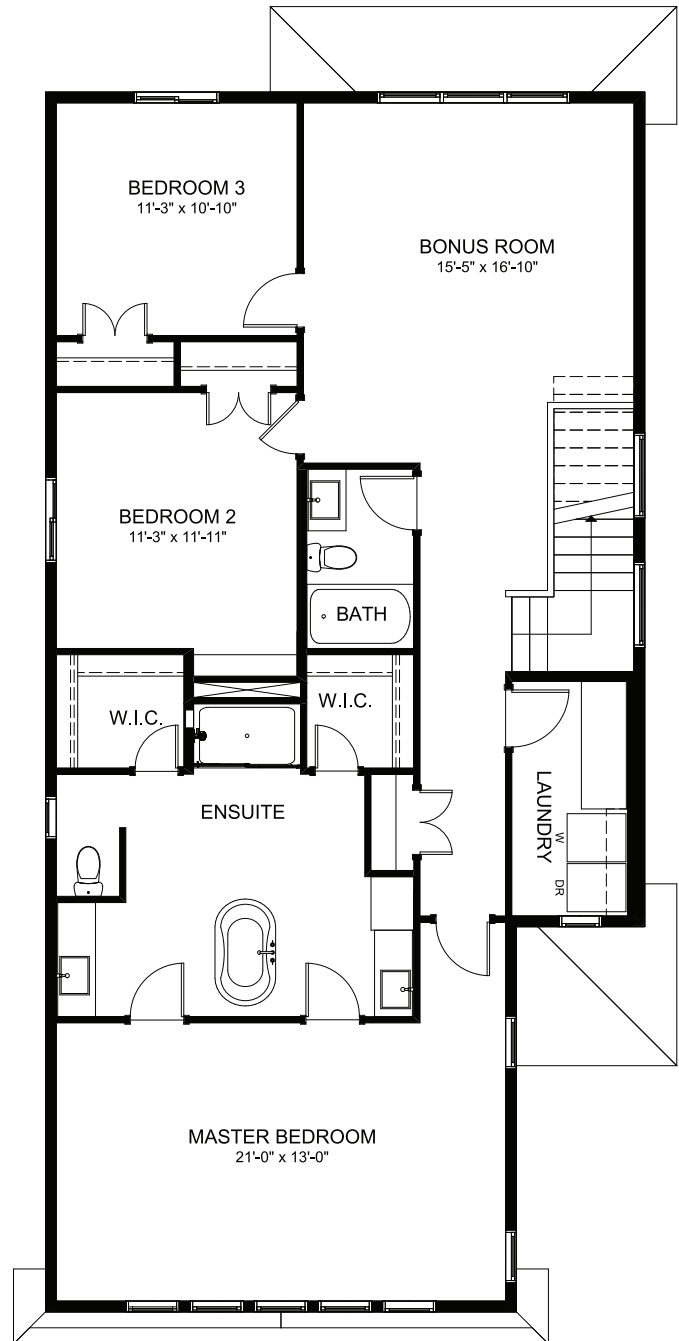 BEDROOM 3
11'-3" x 10'-10"
BONUS ROOM
15'-5" x 16'-10"
BEDROOM 2
11'-3" x 11'-11"
BATH
W.I.C.
W.I.C.
ENSUITE
LAUNDRY
W
DR
MASTER BEDROOM
21'-0" x 13'-0"